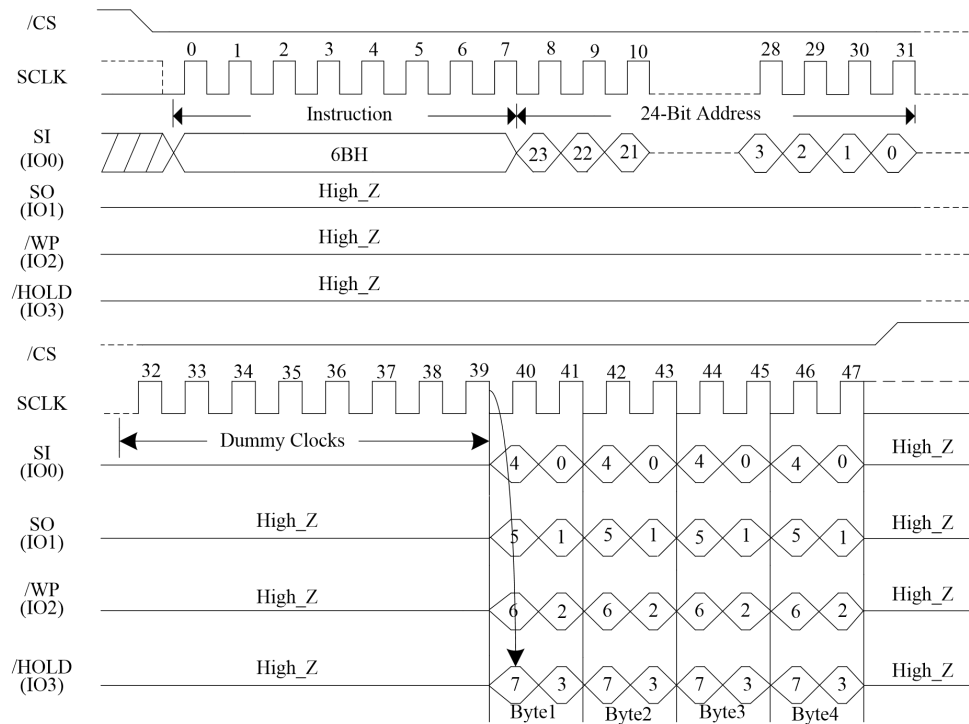 /CS
0 1 2 3 4 5 6 7 8 9 10 28 29 30 31
SCLK
Instruction 24-Bit Address
SI
(IO0)
6BH 23 22 21 3 2 1 0
SO
(IO1)
High_Z
/WP
(IO2)
High_Z
/HOLD
(IO3)
High_Z
/CS
32 33 34 35 36 37 38 39 40 41 42 43 44 45 46 47
SCLK
Dummy Clocks
SI
(IO0)
4 0 4 0 4 0 4 0 High_Z
SO
(IO1)
High_Z 5 1 5 1 5 1 5 1 High_Z
/WP
(IO2)
High_Z 6 2 6 2 6 2 6 2 High_Z
/HOLD
(IO3)
High_Z 7 3 7 3 7 3 7 3 High_Z
Byte1 Byte2 Byte3 Byte4